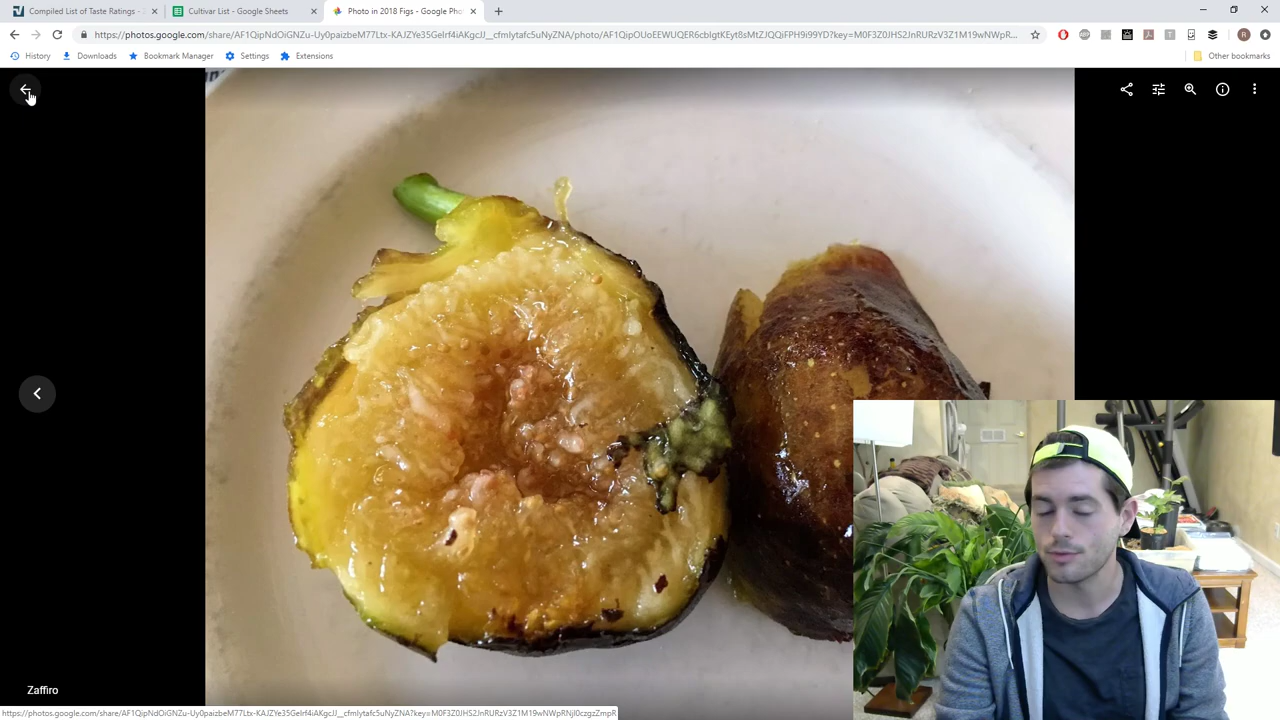 Compiled List of Taste Ratings -
Cultivar List - Google Sheets
Photo in 2018 Figs - Google Pho
History
Downloads
Bookmark Manager
Settings
Extensions
Other bookmarks
Zaffiro